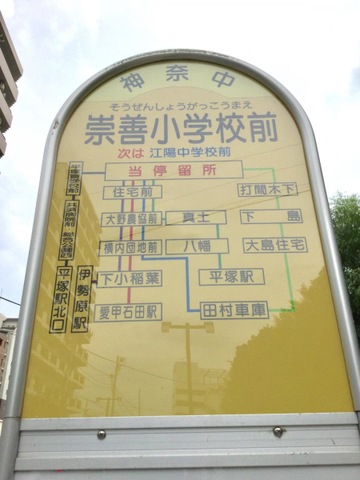 神奈中
そうぜんしょうがっこうまえ
崇善小学校前
次は 江陽中学校前
当停留所
住宅前
打間木下
大野農協前
真土
下島
横内団地前
八幡
大島住宅
下小稲葉
平塚駅
愛甲石田駅
田村車庫
伊勢原駅
平塚駅北口